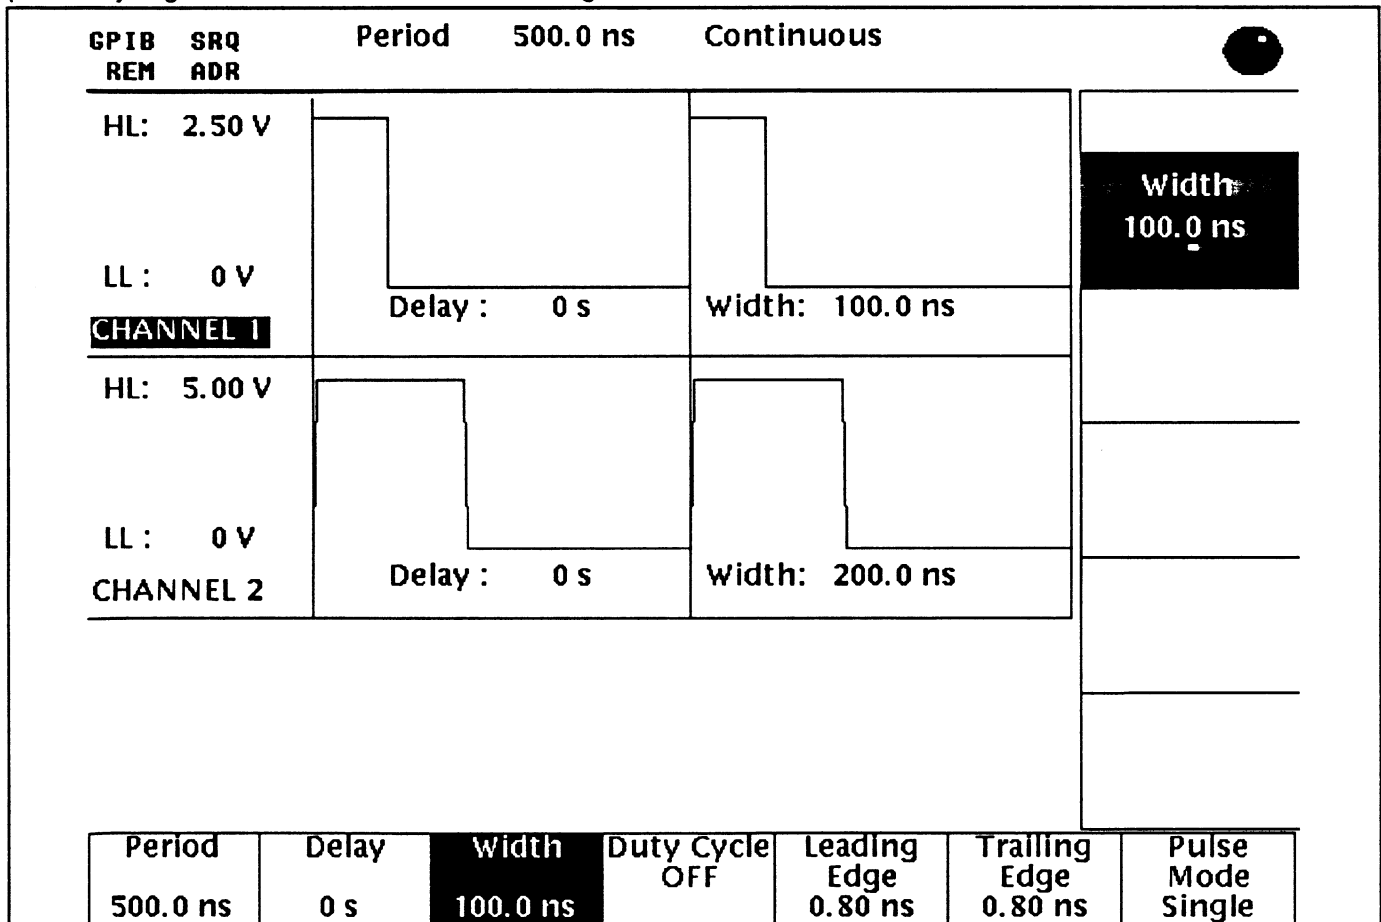 GPIB SRQ Period 500.0 ns Continuous
REM ADR
HL: 2.50 V
Width
100.0 ns
LL : 0 V
Delay : 0 s Width: 100.0 ns
CHANNEL 1
HL: 5.00 V
LL : 0 V
Delay : 0 s Width: 200.0 ns
CHANNEL 2
Period Delay Width Duty Cycle Leading Trailing Pulse
OFF Edge Edge Mode
500.0 ns 0 s 100.0 ns 0.80 ns 0.80 ns Single